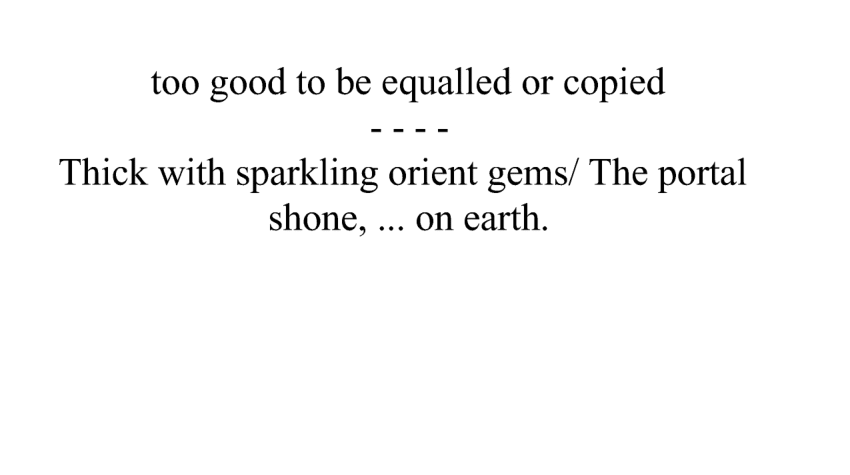 too good to be equalled or copied
- - - -
Thick with sparkling orient gems/ The portal
shone, ... on earth.